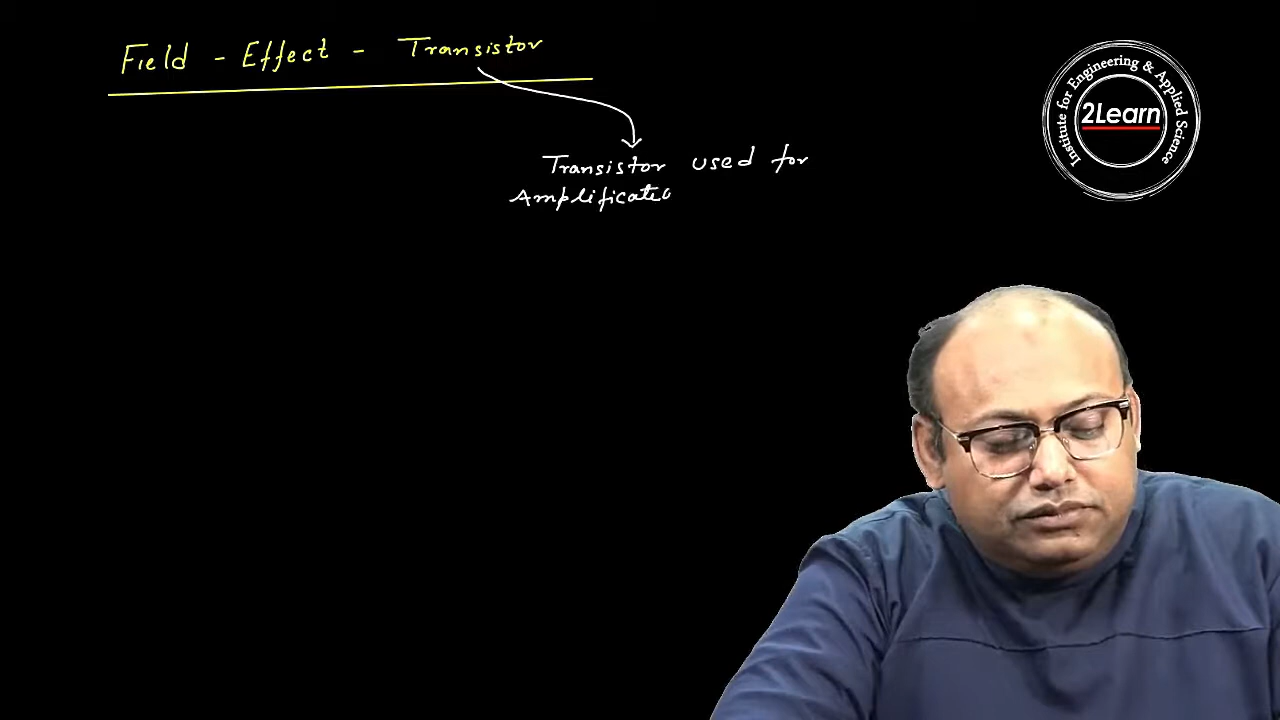 Field - Effect - Transistor
Transistor used for
Amplificatio
Institute for Engineering & Applied Science
2Learn